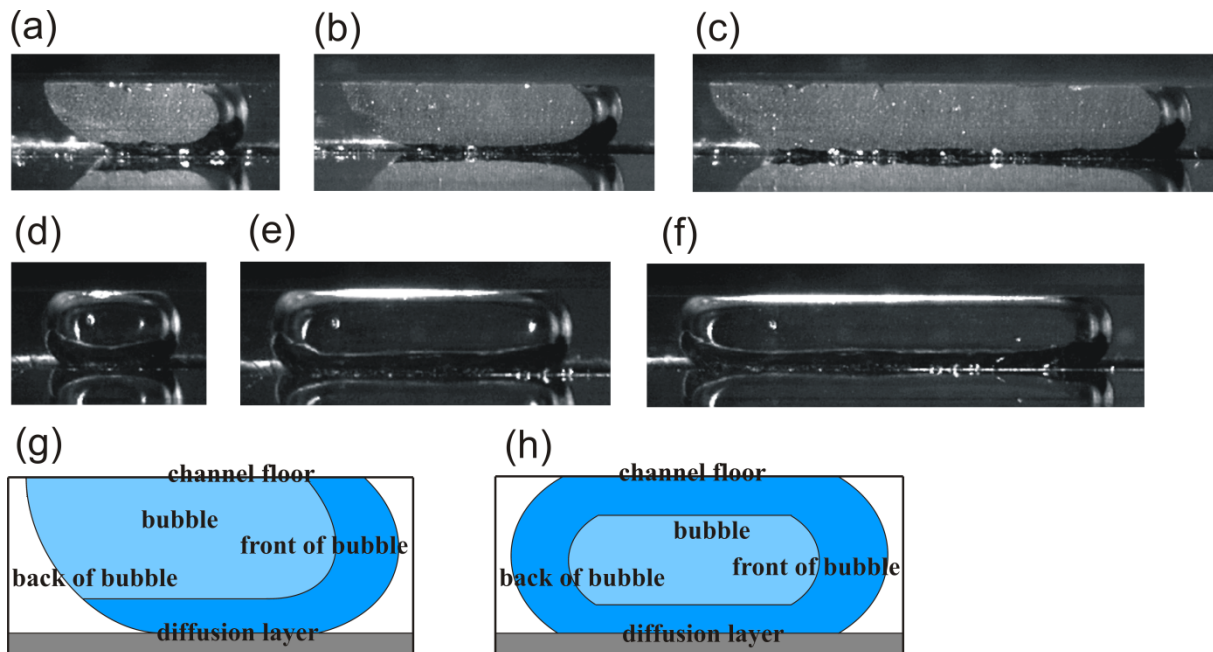 (a)
(b)
(c)
(d)
(e)
(f)
(g)
(h)
channel floor
bubble
front of bubble
back of bubble
diffusion layer
channel floor
bubble
front of bubble
back of bubble
diffusion layer